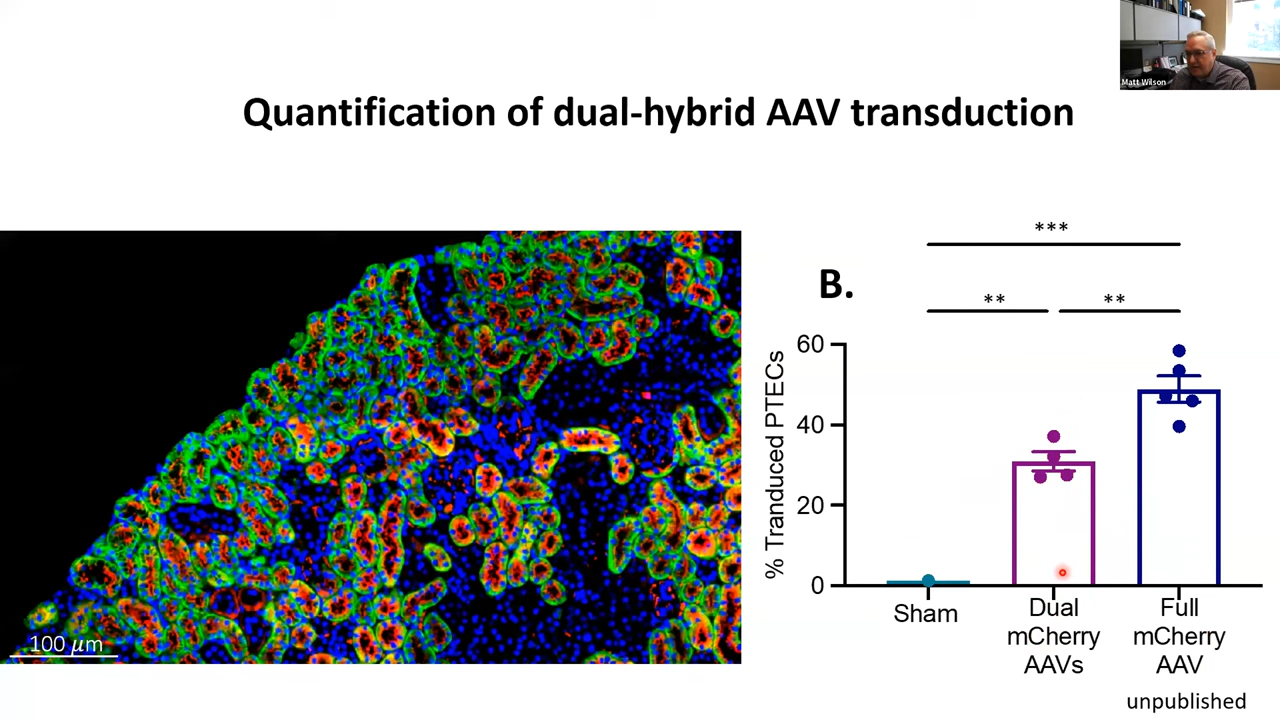 Matt Wilson
Quantification of dual-hybrid AAV transduction
100 μm
B.
***
**
**
% Tranduced PTECs
60
40
20
0
Sham
Dual
mCherry
AAVs
Full
mCherry
AAV
unpublished